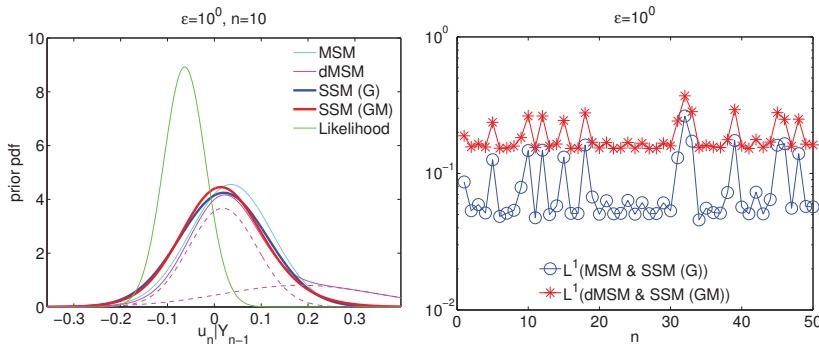 ε=10⁰, n=10
prior pdf
10
8
6
4
2
0
MSM
dMSM
SSM (G)
SSM (GM)
Likelihood
−0.3 −0.2 −0.1 0 0.1 0.2 0.3
uₙ|Yₙ₋₁
ε=10⁰
10⁰
10⁻¹
10⁻²
L¹(MSM & SSM (G))
L¹(dMSM & SSM (GM))
0 10 20 30 40 50
n